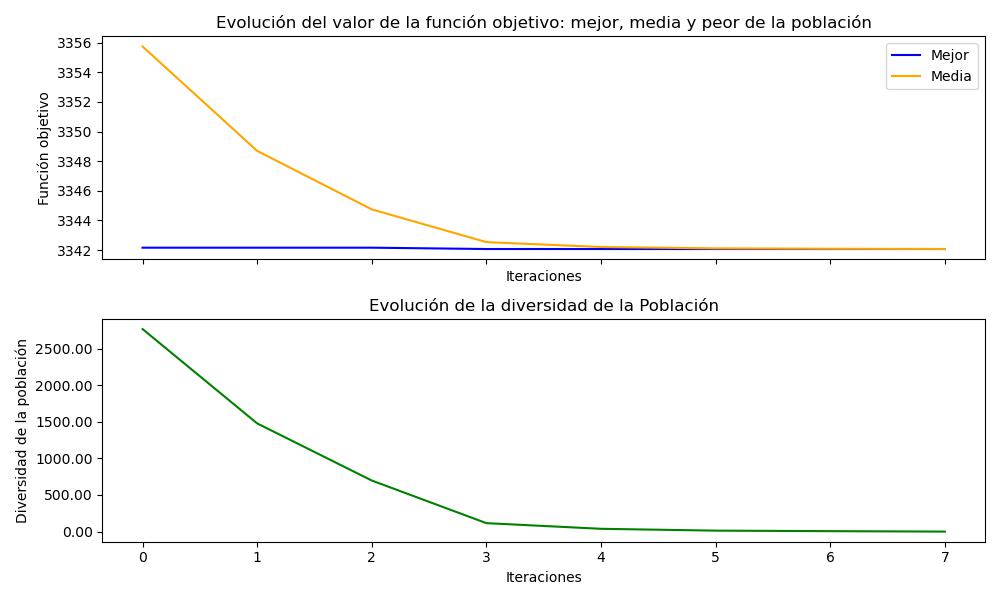 Evolución del valor de la función objetivo: mejor, media y peor de la población
3356
3354
3352
3350
3348
3346
3344
3342
Función objetivo
Mejor
Media
Iteraciones
Evolución de la diversidad de la Población
2500.00
2000.00
1500.00
1000.00
500.00
0.00
Diversidad de la población
0 1 2 3 4 5 6 7
Iteraciones